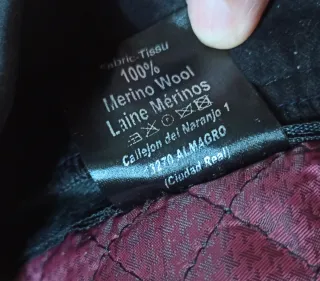 Fabric-Tissu
100%
Merino Wool
Laine Mérinos
Callejon del Naranjo 1
13270 ALMAGRO
(Ciudad Real)